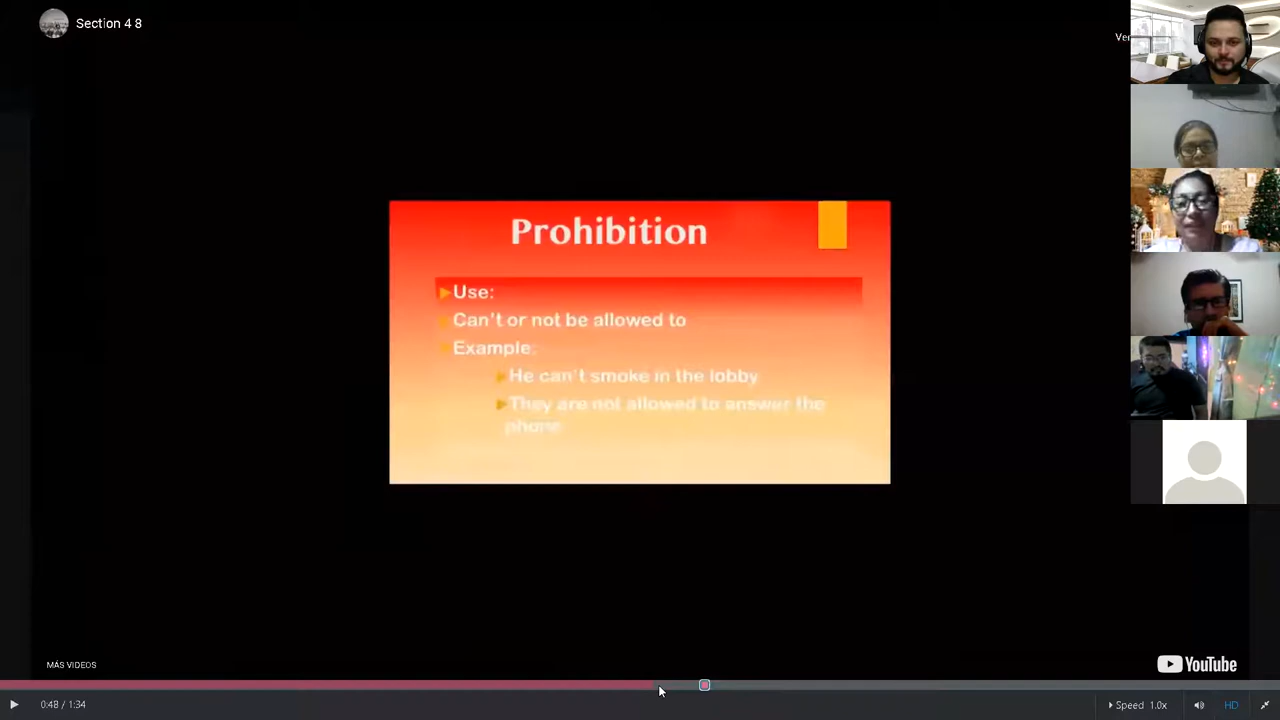 Section 4 8
Ver
Prohibition
Use:
Can't or not be allowed to
Example:
He can't smoke in the lobby
They are not allowed to answer the
phone
MÁS VIDEOS
YouTube
0:48 / 1:34
Speed 1.0x
HD